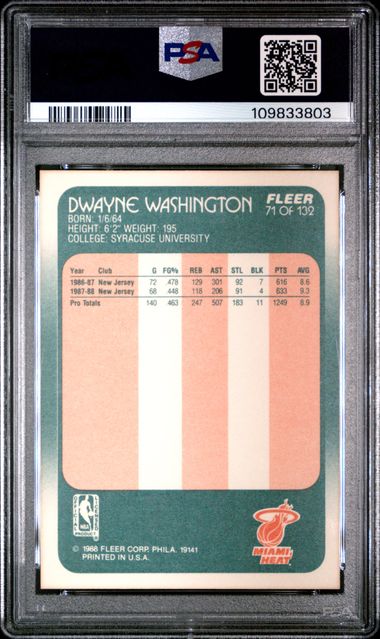 PSA
109833803
DWAYNE WASHINGTON FLEER
BORN: 1/6/64 71 OF 132
HEIGHT: 6'2" WEIGHT: 195
COLLEGE: SYRACUSE UNIVERSITY
Year Club G FG% REB AST STL BLK PTS AVG
1986-87 New Jersey 72 .478 129 301 92 7 616 8.6
1987-88 New Jersey 68 .448 118 206 91 4 633 9.3
Pro Totals 140 .463 247 507 183 11 1249 8.9
NBA
PRODUCT
© 1988 FLEER CORP. PHILA. 19141
PRINTED IN U.S.A.
MIAMI
HEAT
PSA